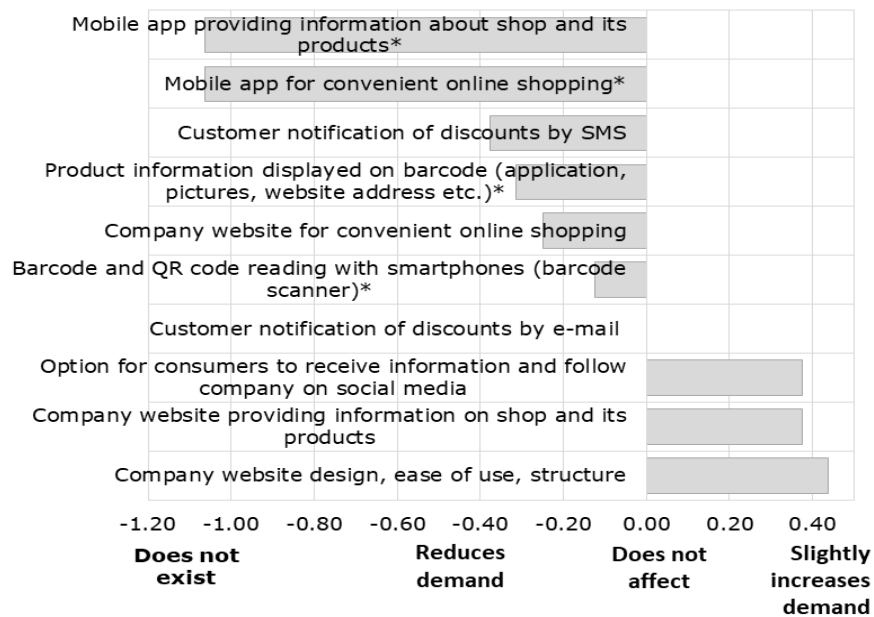 Mobile app providing information about shop and its
products*
Mobile app for convenient online shopping*
Customer notification of discounts by SMS
Product information displayed on barcode (application,
pictures, website address etc.)*
Company website for convenient online shopping
Barcode and QR code reading with smartphones (barcode
scanner)*
Customer notification of discounts by e-mail
Option for consumers to receive information and follow
company on social media
Company website providing information on shop and its
products
Company website design, ease of use, structure
-1.20 -1.00 -0.80 -0.60 -0.40 -0.20 0.00 0.20 0.40
Does not
exist
Reduces
demand
Does not
affect
Slightly
increases
demand